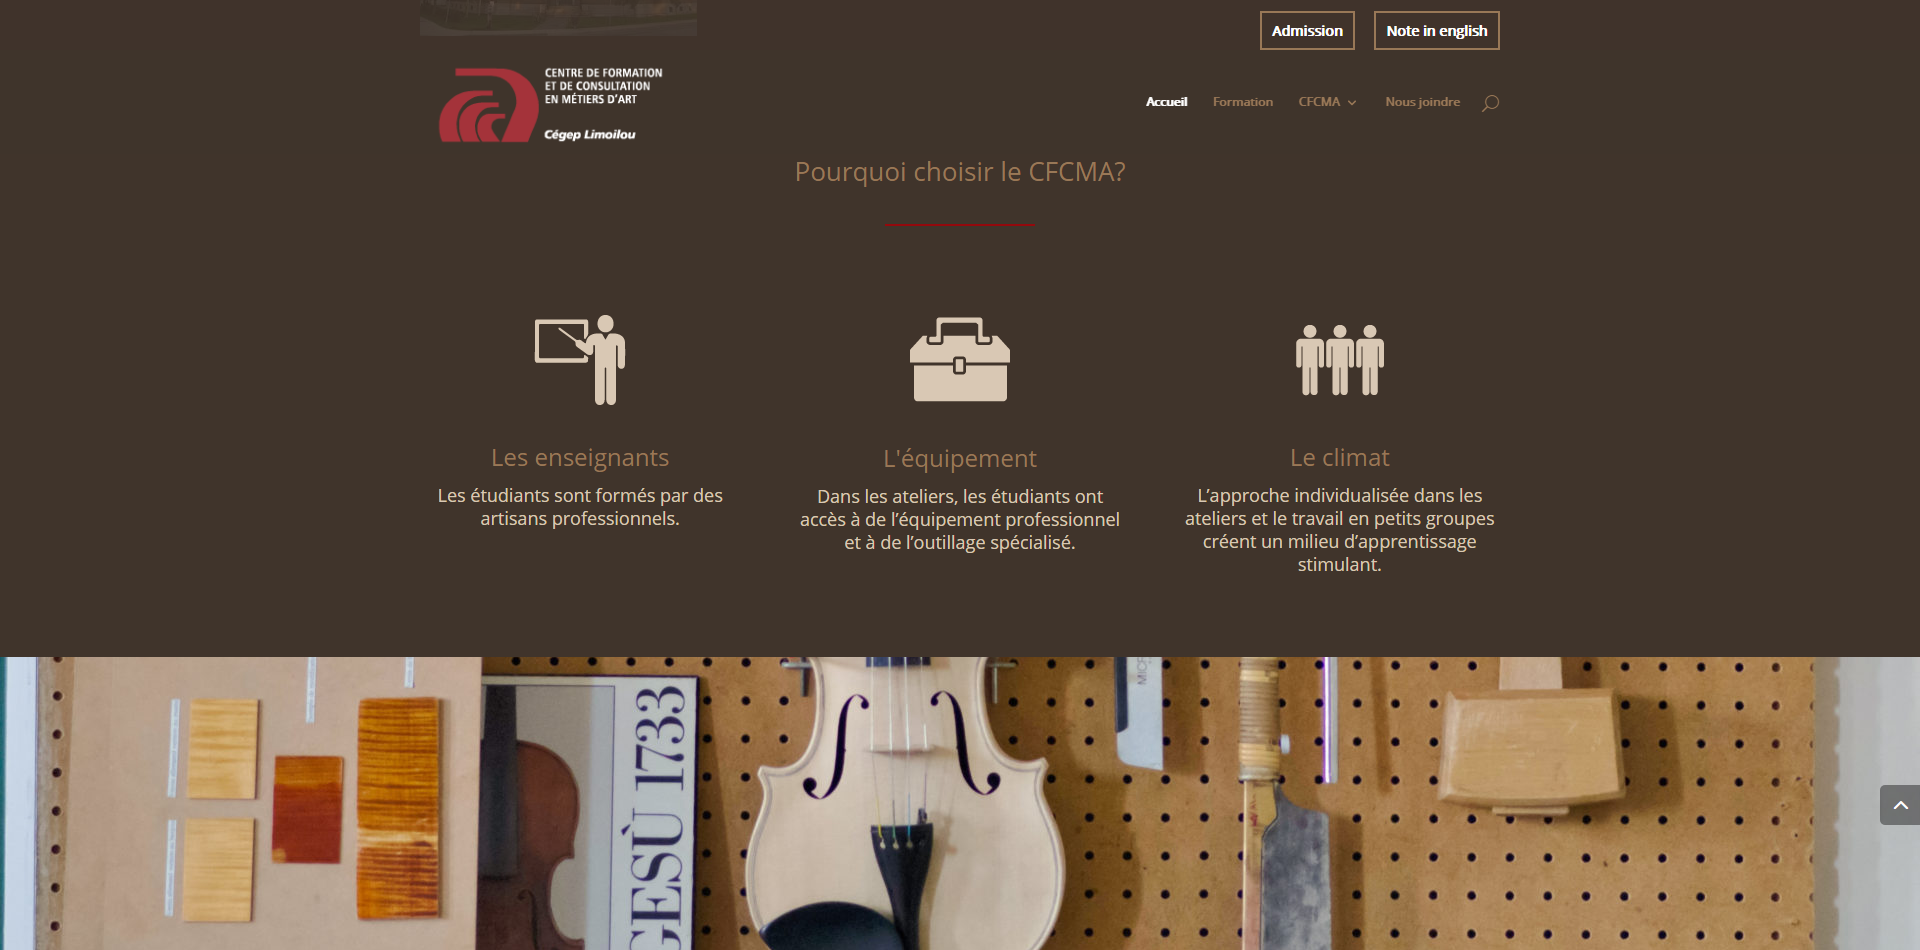 Admission
Note in english
CENTRE DE FORMATION
ET DE CONSULTATION
EN MÉTIERS D'ART
Cégep Limoilou
Accueil
Formation
CFCMA
Nous joindre
Pourquoi choisir le CFCMA?
Les enseignants
Les étudiants sont formés par des
artisans professionnels.
L'équipement
Dans les ateliers, les étudiants ont
accès à de l’équipement professionnel
et à de l’outillage spécialisé.
Le climat
L’approche individualisée dans les
ateliers et le travail en petits groupes
créent un milieu d’apprentissage
stimulant.
GESÙ 1733